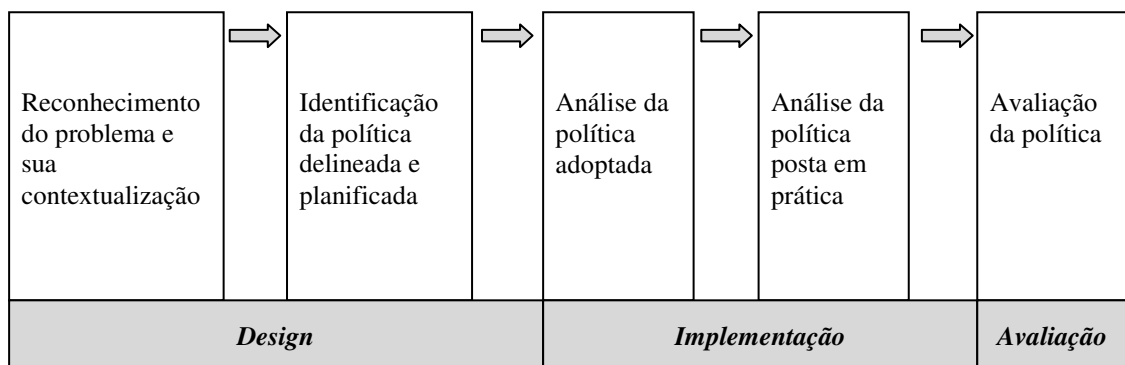 Reconhecimento
do problema e
sua
contextualização
Identificação
da política
delineada e
planificada
Análise da
política
adoptada
Análise da
política
posta em
prática
Avaliação
da política
Design
Implementação
Avaliação